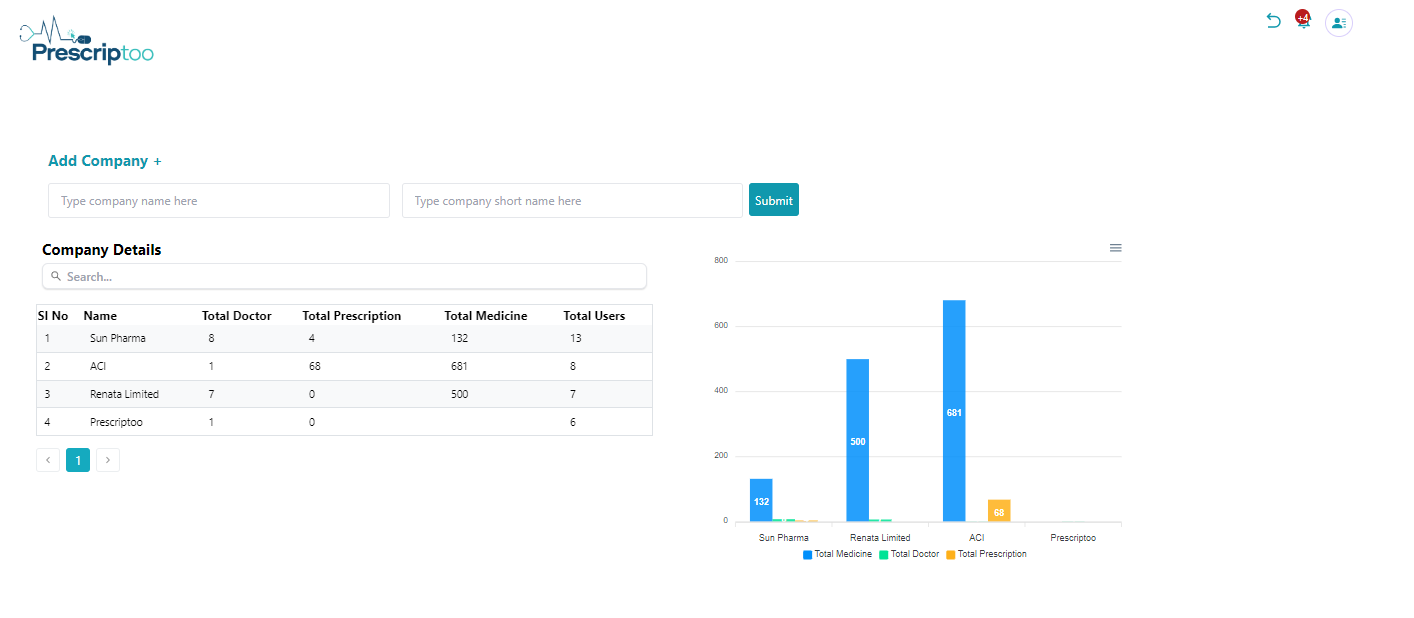 Prescriptoo
+4
Add Company +
Type company name here
Type company short name here
Submit
Company Details
Search...
Sl No Name Total Doctor Total Prescription Total Medicine Total Users
1 Sun Pharma 8 4 132 13
2 ACI 1 68 681 8
3 Renata Limited 7 0 500 7
4 Prescriptoo 1 0 6
1
800
600
400
200
0
132
500
681
68
Sun Pharma Renata Limited ACI Prescriptoo
Total Medicine Total Doctor Total Prescription